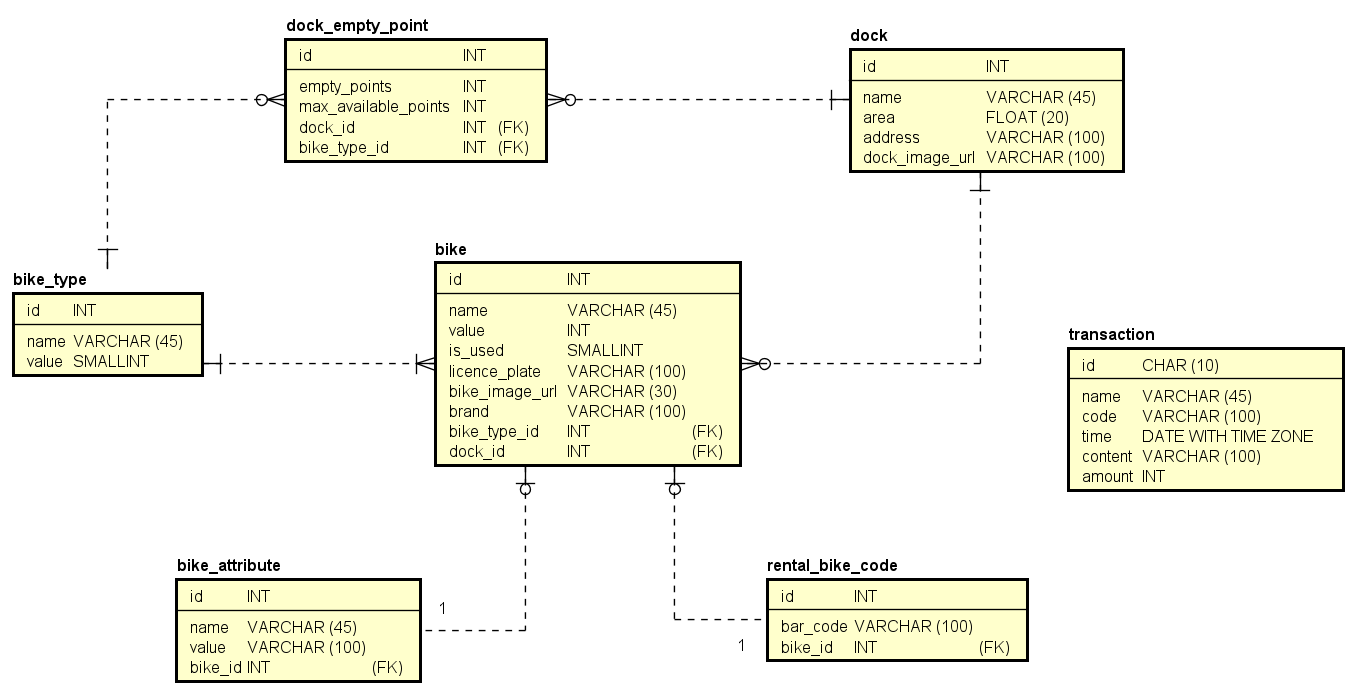 dock_empty_point
id INT
empty_points INT
max_available_points INT
dock_id INT (FK)
bike_type_id INT (FK)
dock
id INT
name VARCHAR (45)
area FLOAT (20)
address VARCHAR (100)
dock_image_url VARCHAR (100)
bike_type
id INT
name VARCHAR (45)
value SMALLINT
bike
id INT
name VARCHAR (45)
value INT
is_used SMALLINT
licence_plate VARCHAR (100)
bike_image_url VARCHAR (30)
brand VARCHAR (100)
bike_type_id INT (FK)
dock_id INT (FK)
transaction
id CHAR (10)
name VARCHAR (45)
code VARCHAR (100)
time DATE WITH TIME ZONE
content VARCHAR (100)
amount INT
bike_attribute
id INT
name VARCHAR (45)
value VARCHAR (100)
bike_id INT (FK)
1
rental_bike_code
id INT
bar_code VARCHAR (100)
bike_id INT (FK)
1